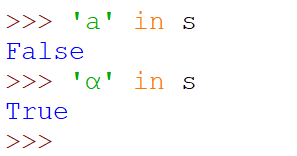 >>> 'a' in s
False
>>> 'α' in s
True
>>>